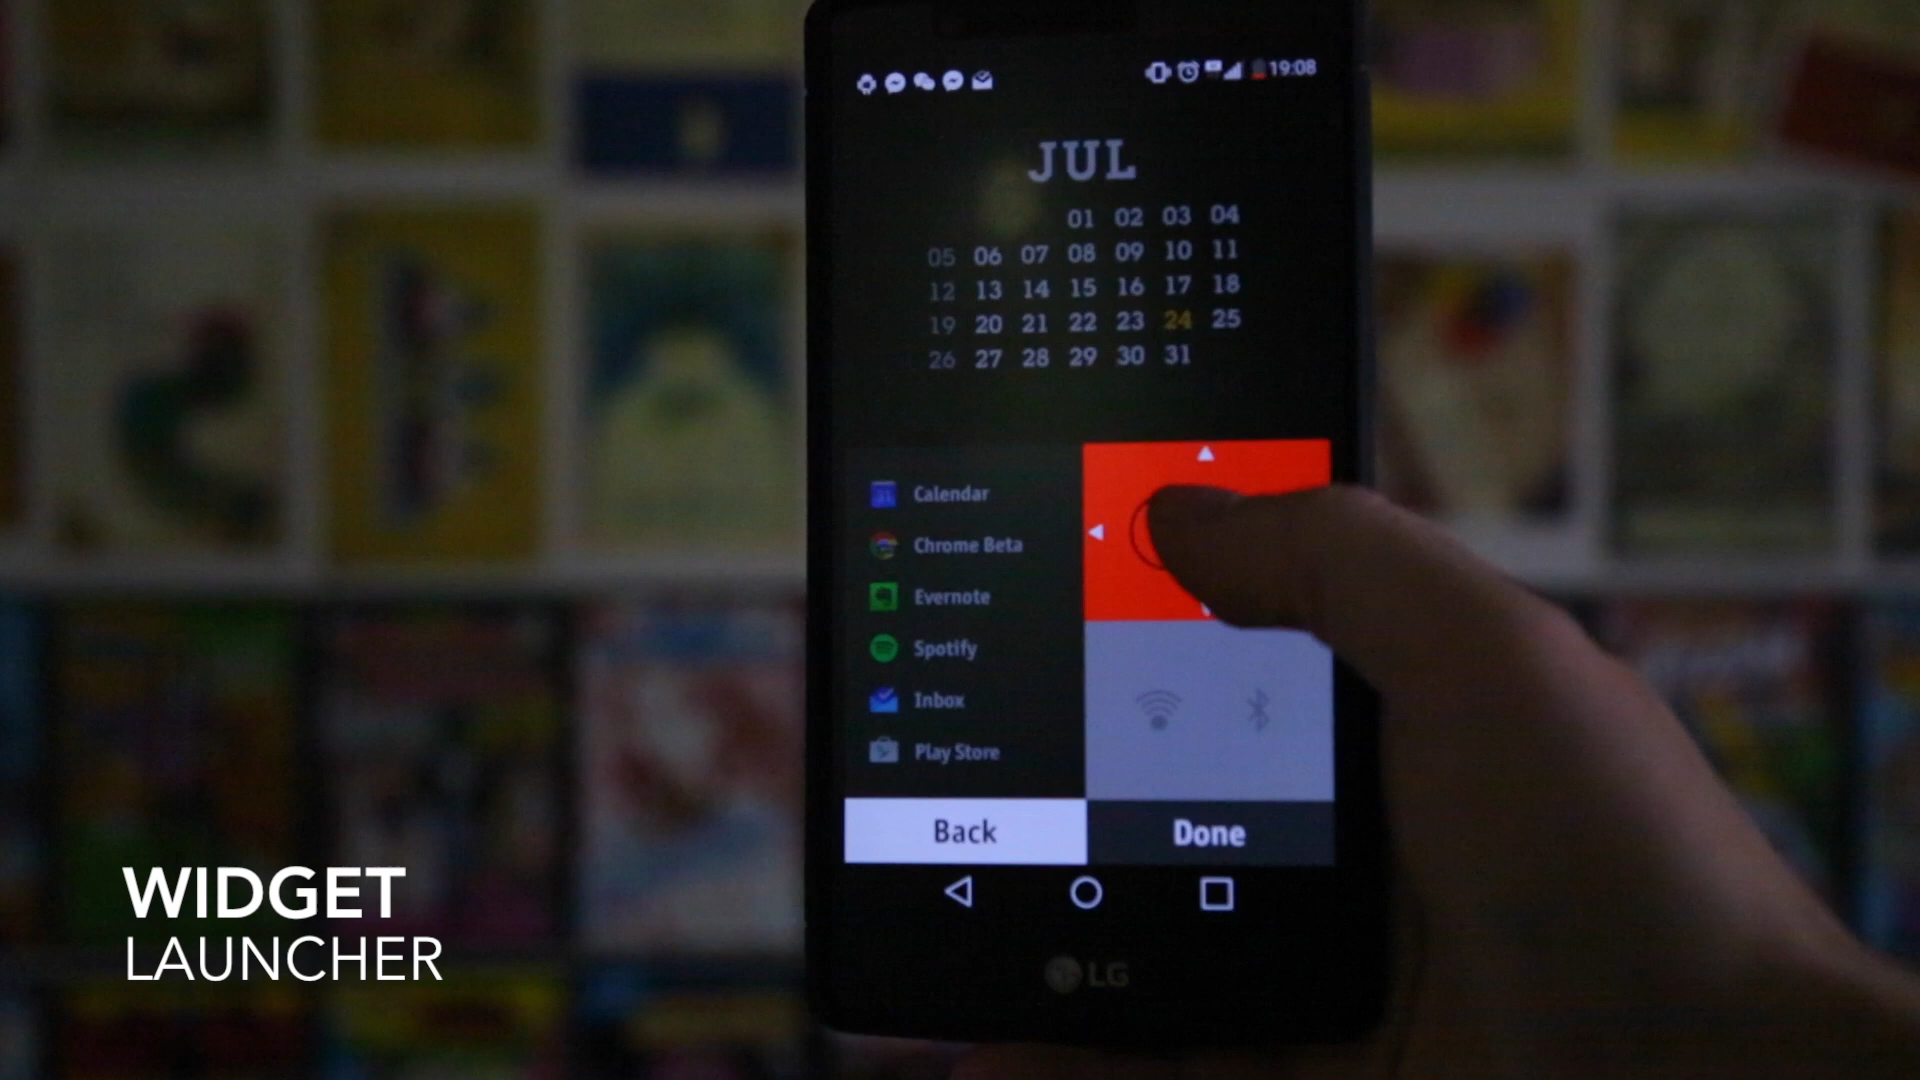 19:08
JUL
01 02 03 04
05 06 07 08 09 10 11
12 13 14 15 16 17 18
19 20 21 22 23 24 25
26 27 28 29 30 31
31 Calendar
Chrome Beta
Evernote
Spotify
Inbox
Play Store
Back Done
LG
WIDGET
LAUNCHER